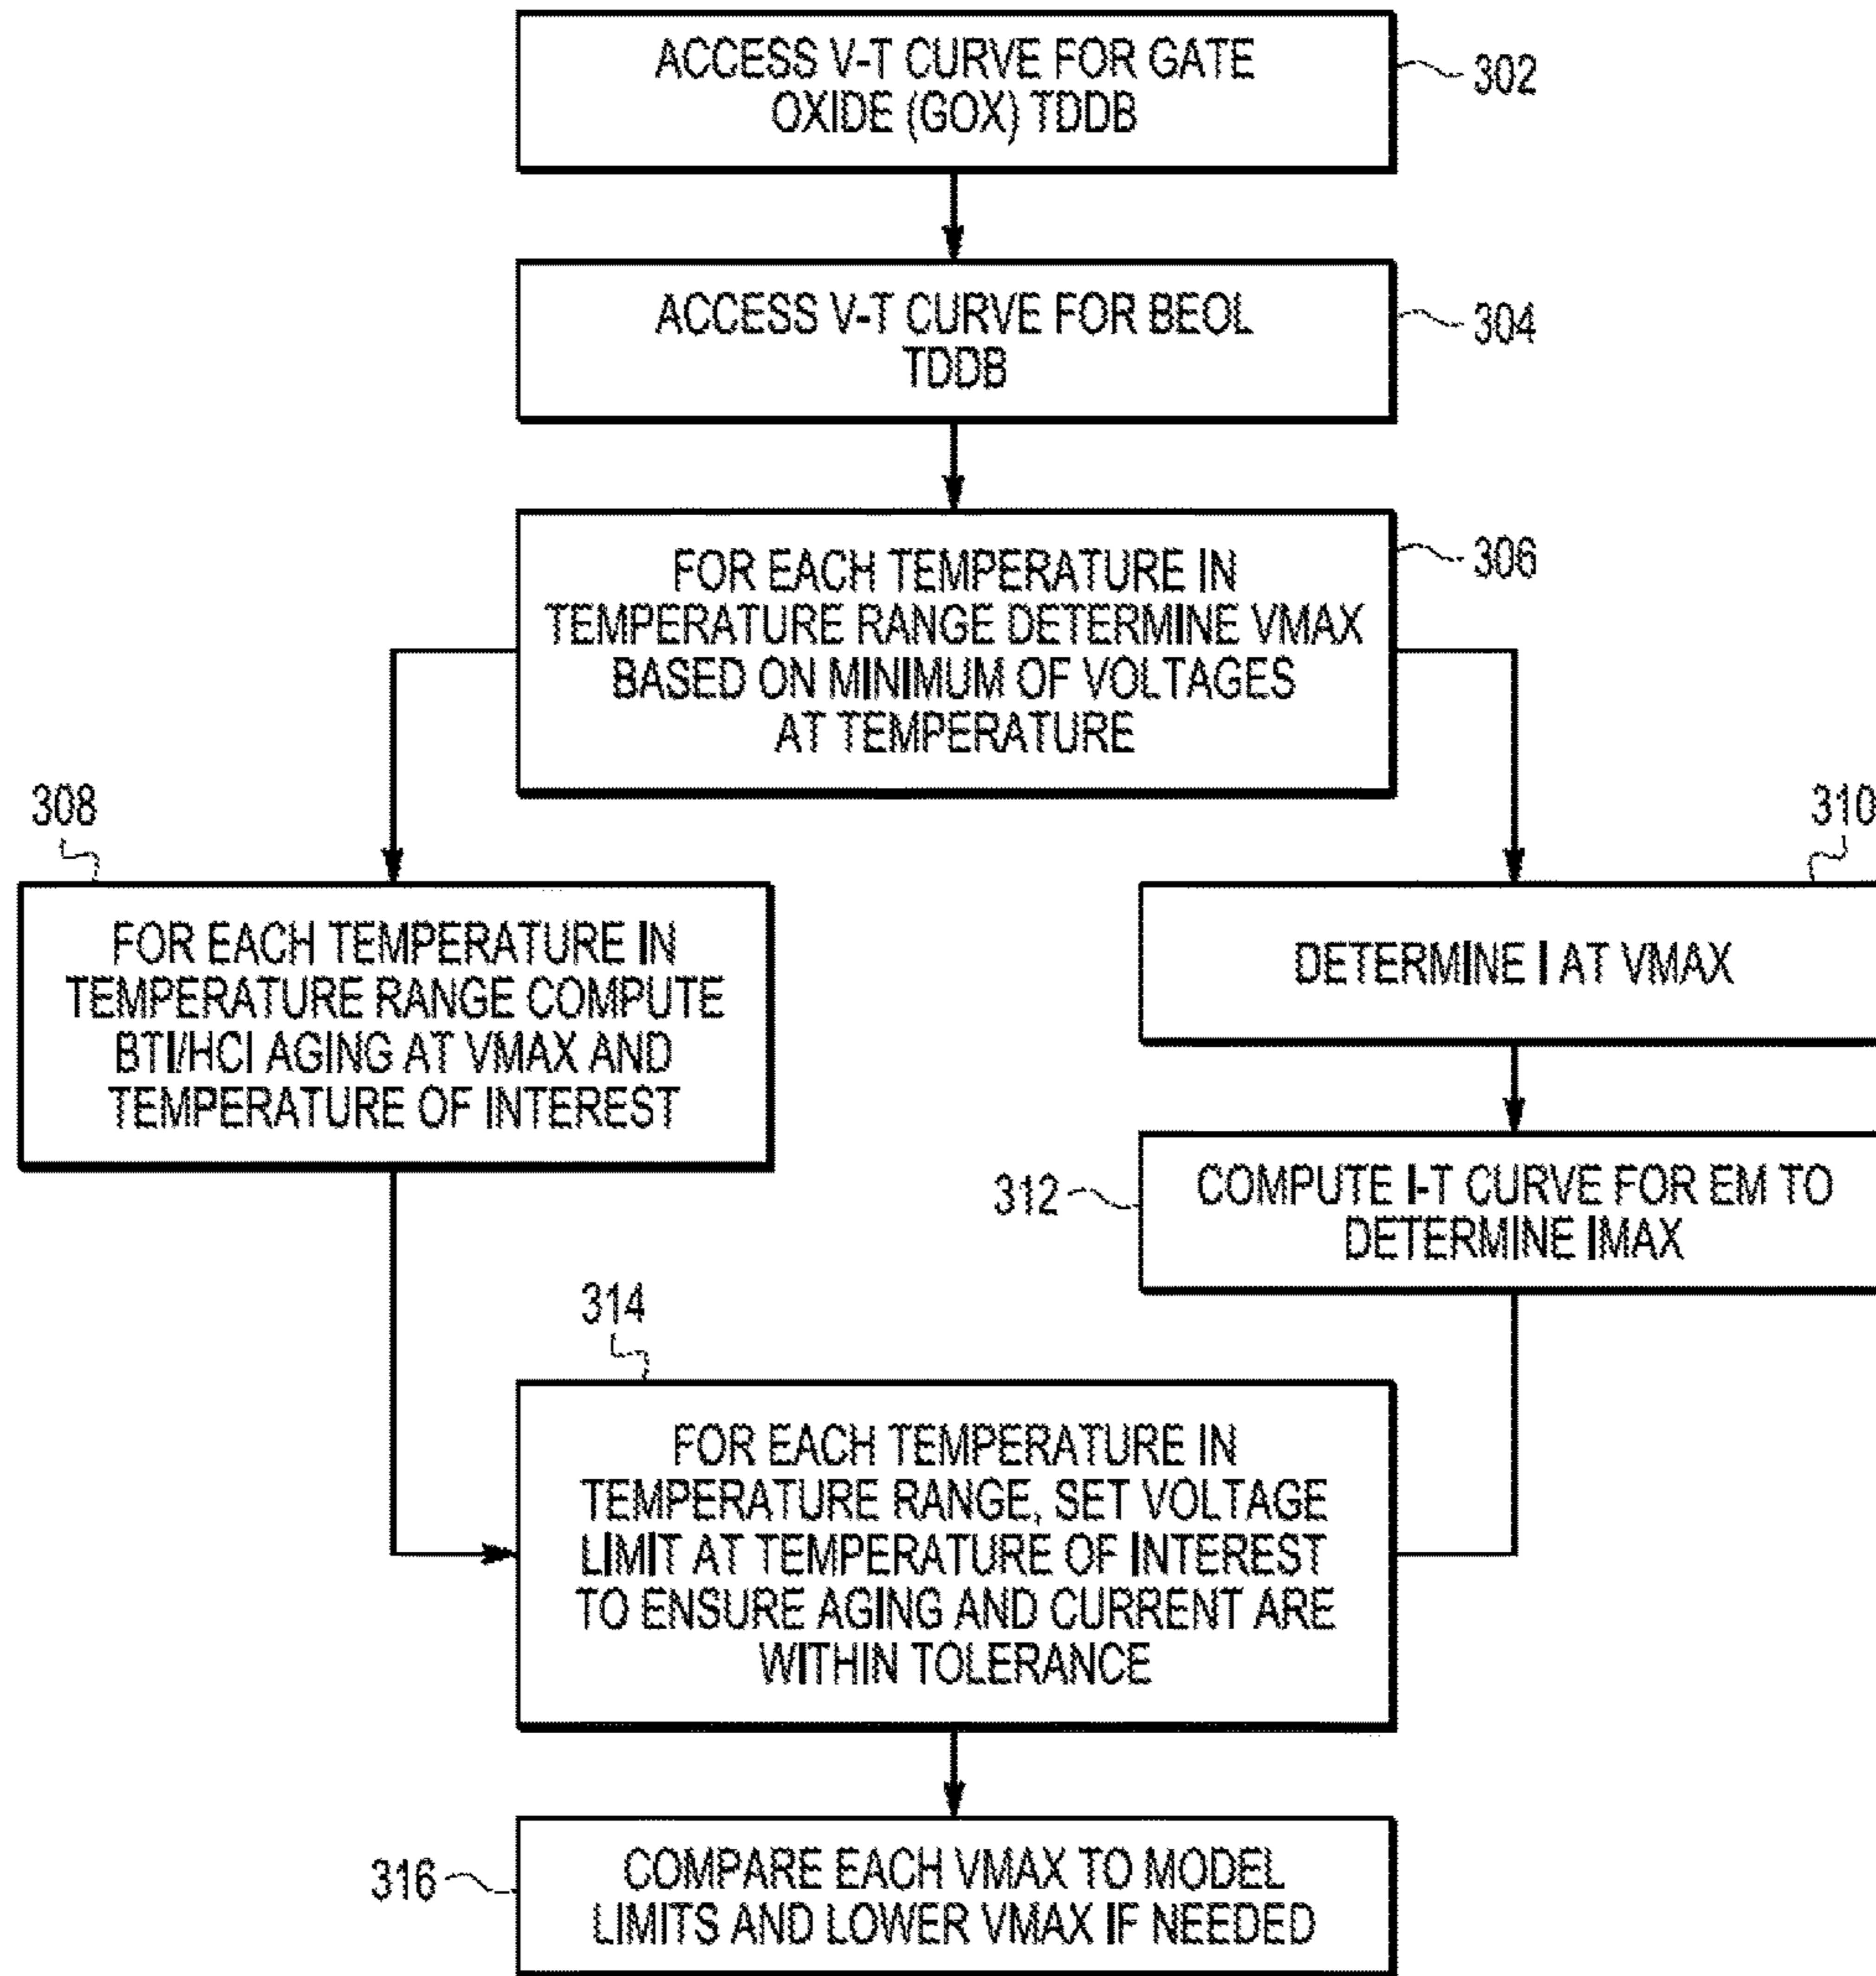 ACCESS V-T CURVE FOR GATE
OXIDE (GOX) TDDB
302
ACCESS V-T CURVE FOR BEOL
TDDB
304
FOR EACH TEMPERATURE IN
TEMPERATURE RANGE DETERMINE VMAX
BASED ON MINIMUM OF VOLTAGES
AT TEMPERATURE
306
308
FOR EACH TEMPERATURE IN
TEMPERATURE RANGE COMPUTE
BTI/HCI AGING AT VMAX AND
TEMPERATURE OF INTEREST
310
DETERMINE I AT VMAX
312
COMPUTE I-T CURVE FOR EM TO
DETERMINE IMAX
314
FOR EACH TEMPERATURE IN
TEMPERATURE RANGE, SET VOLTAGE
LIMIT AT TEMPERATURE OF INTEREST
TO ENSURE AGING AND CURRENT ARE
WITHIN TOLERANCE
316
COMPARE EACH VMAX TO MODEL
LIMITS AND LOWER VMAX IF NEEDED